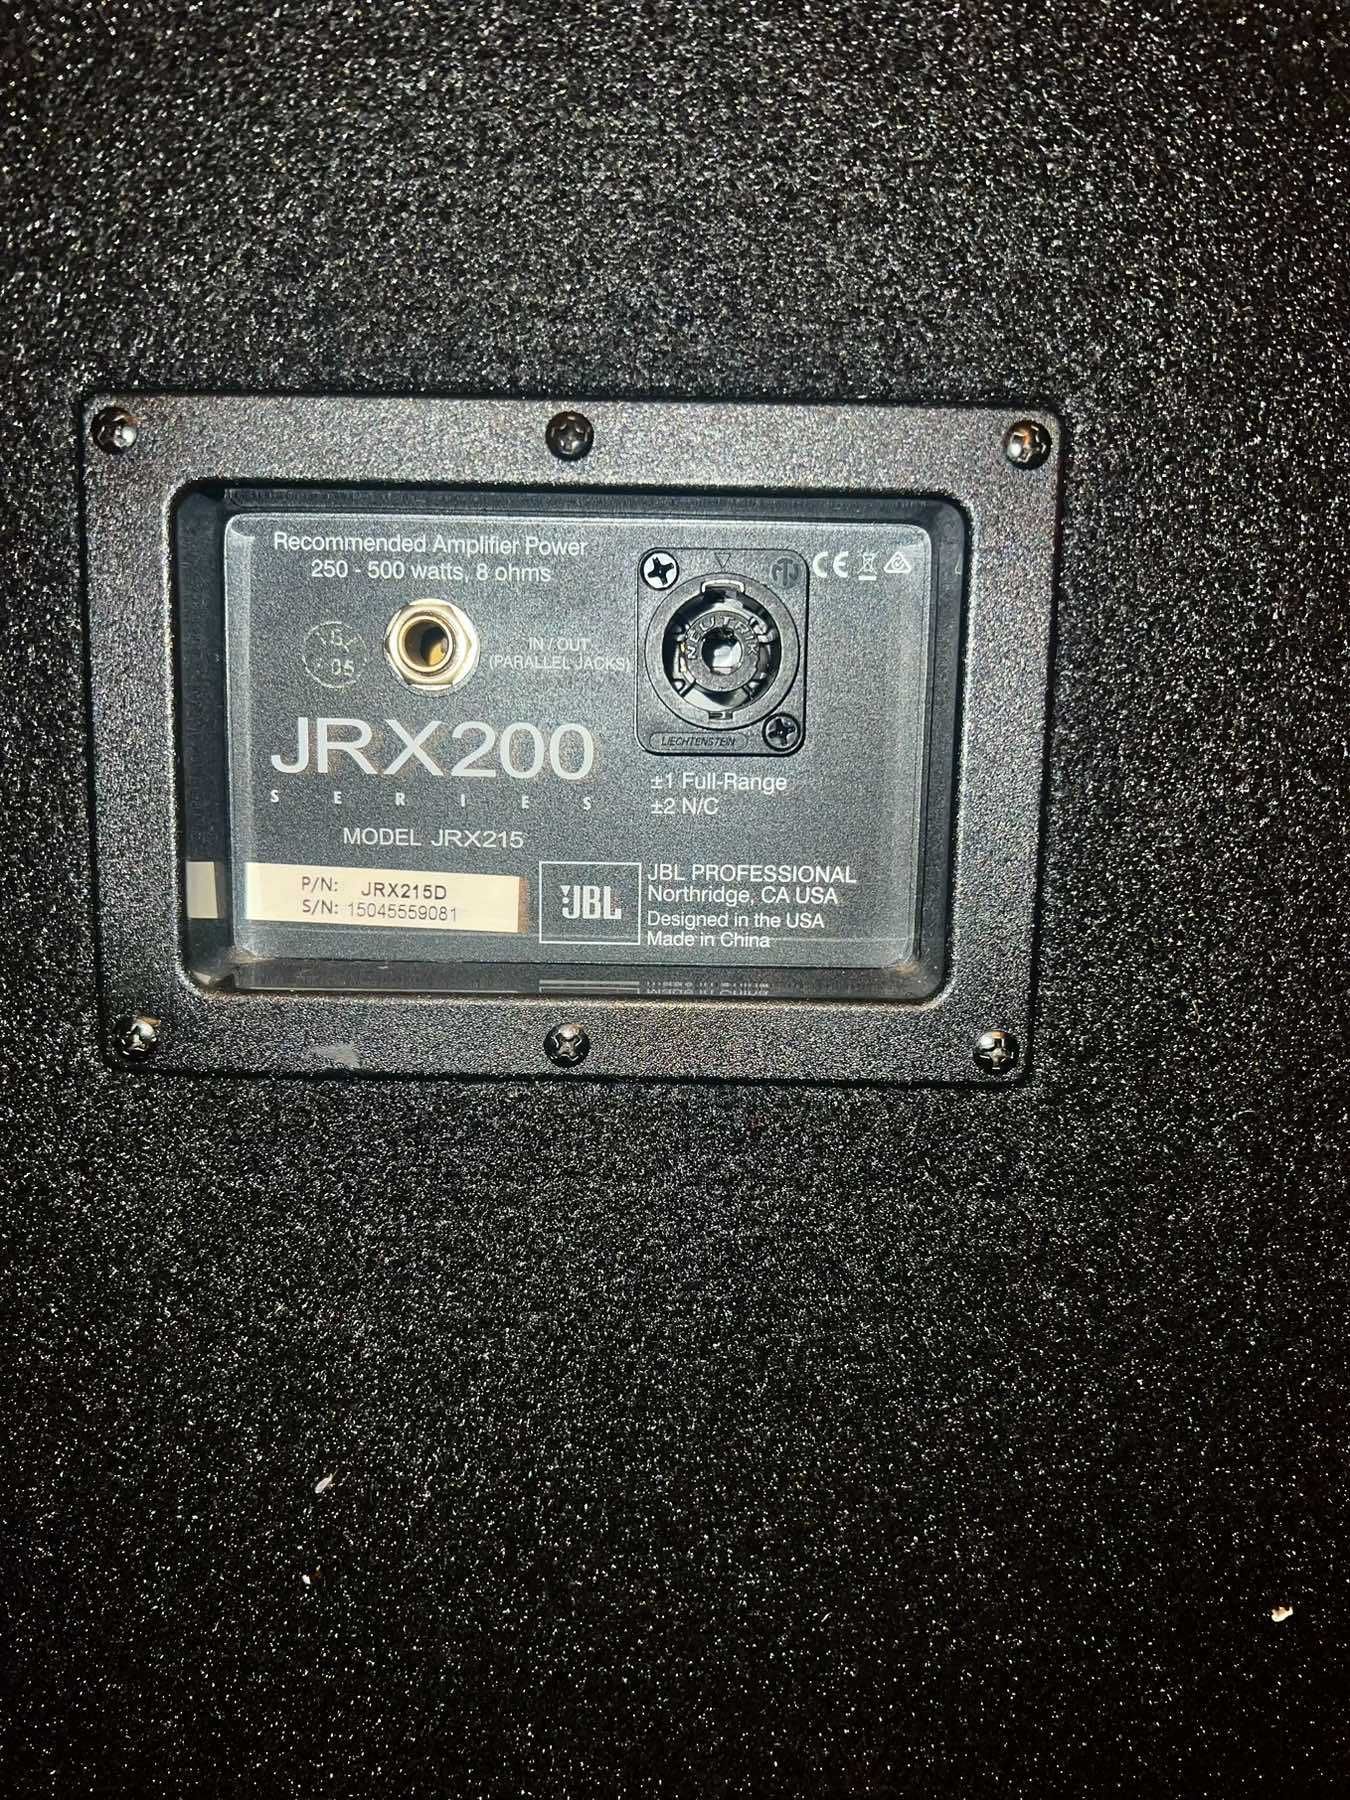 Recommended Amplifier Power
250 - 500 watts, 8 ohms
IN / OUT
(PARALLEL JACKS)
05
NEUTRIK
LIECHTENSTEIN
±1 Full-Range
±2 N/C
JRX200
SERIES
MODEL JRX215
P/N: JRX215D
S/N: 15045559081
JBL
JBL PROFESSIONAL
Northridge, CA USA
Designed in the USA
Made in China
CE